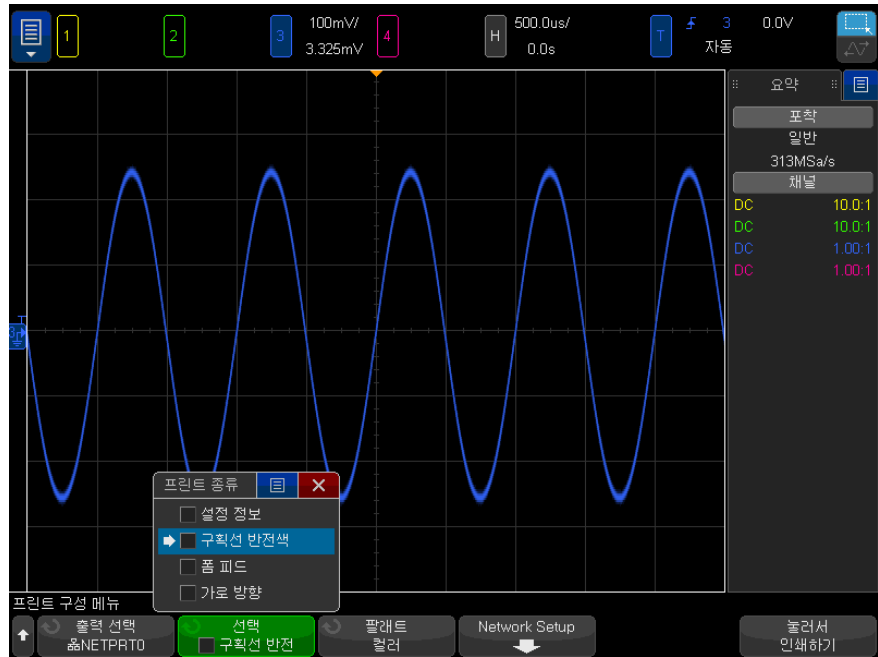 1
2
3
100mV/
3.325mV
4
H
500.0us/
0.0s
T
3
0.0V
자동
요약
포착
일반
313MSa/s
채널
DC 10.0:1
DC 10.0:1
DC 1.00:1
DC 1.00:1
T
3
프린트 종류
설정 정보
구획선 반전색
폼 피드
가로 방향
프린트 구성 메뉴
출력 선택
NETPRT0
선택
구획선 반전
팔래트
컬러
Network Setup
눌러서
인쇄하기